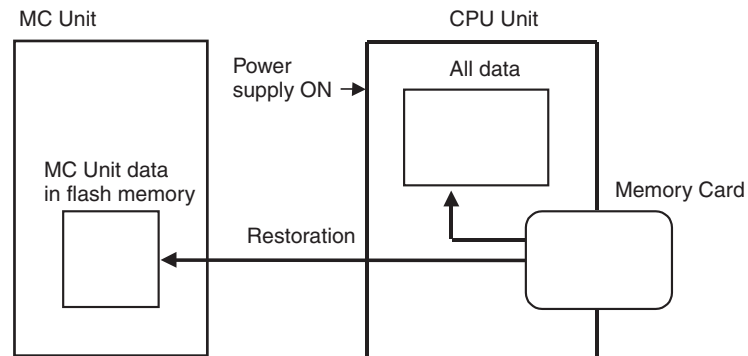 MC Unit
CPU Unit
Power
supply ON
All data
MC Unit data
in flash memory
Memory Card
Restoration